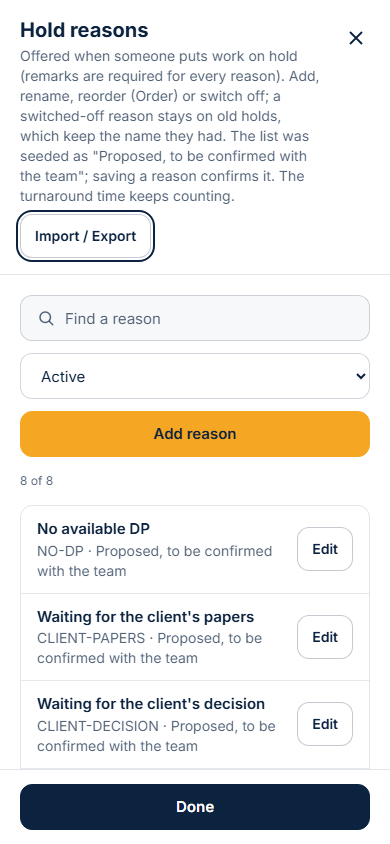 Hold reasons
Offered when someone puts work on hold
(remarks are required for every reason). Add,
rename, reorder (Order) or switch off; a
switched-off reason stays on old holds,
which keep the name they had. The list was
seeded as "Proposed, to be confirmed with
the team"; saving a reason confirms it. The
turnaround time keeps counting.
Import / Export
Find a reason
Active
Add reason
8 of 8
No available DP
NO-DP · Proposed, to be confirmed
with the team
Edit
Waiting for the client's papers
CLIENT-PAPERS · Proposed, to be
confirmed with the team
Edit
Waiting for the client's decision
CLIENT-DECISION · Proposed, to be
confirmed with the team
Edit
Done